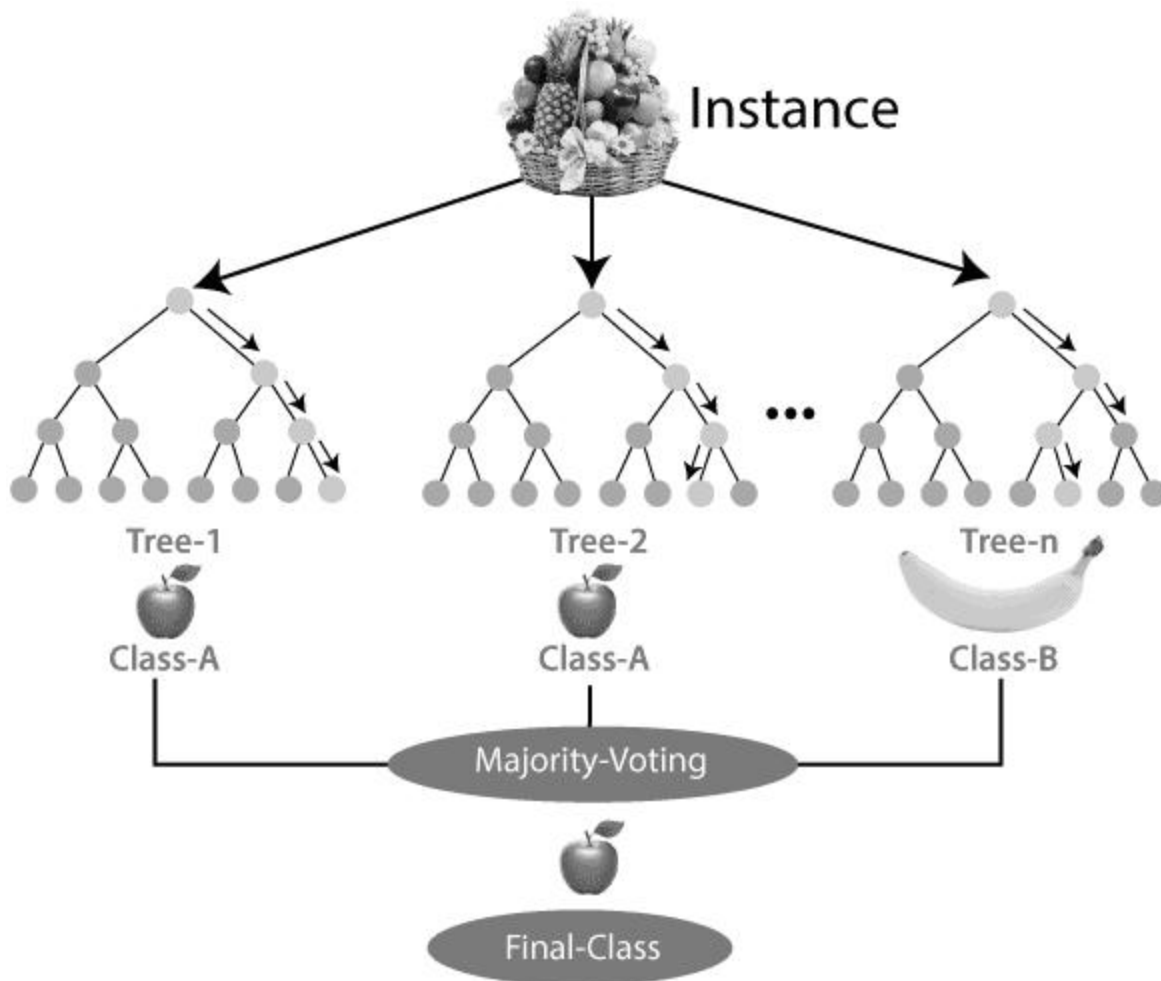 Instance
Tree-1
Tree-2
Tree-n
Class-A
Class-A
Class-B
Majority-Voting
Final-Class